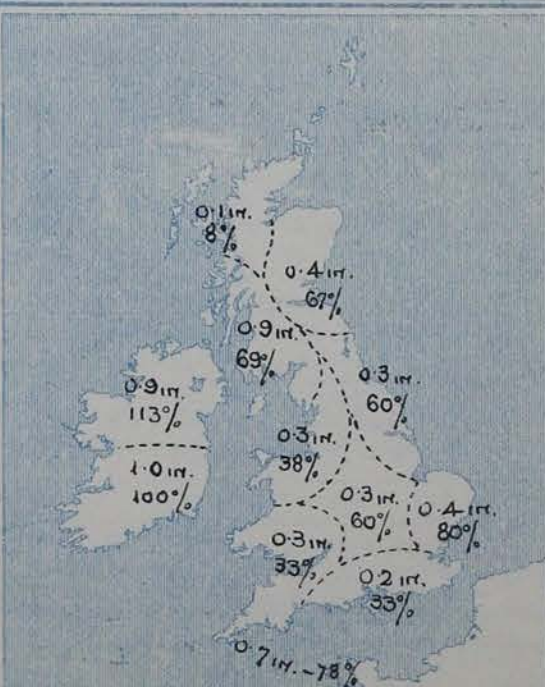 0.1 IN.
8%
0.4 IN.
67%
0.9 IN.
69%
0.3 IN.
60%
0.9 IN.
113%
0.3 IN.
38%
1.0 IN.
100%
0.3 IN.
60%
0.4 IN.
80%
0.3 IN.
33%
0.2 IN.
33%
0.7 IN. - 78%